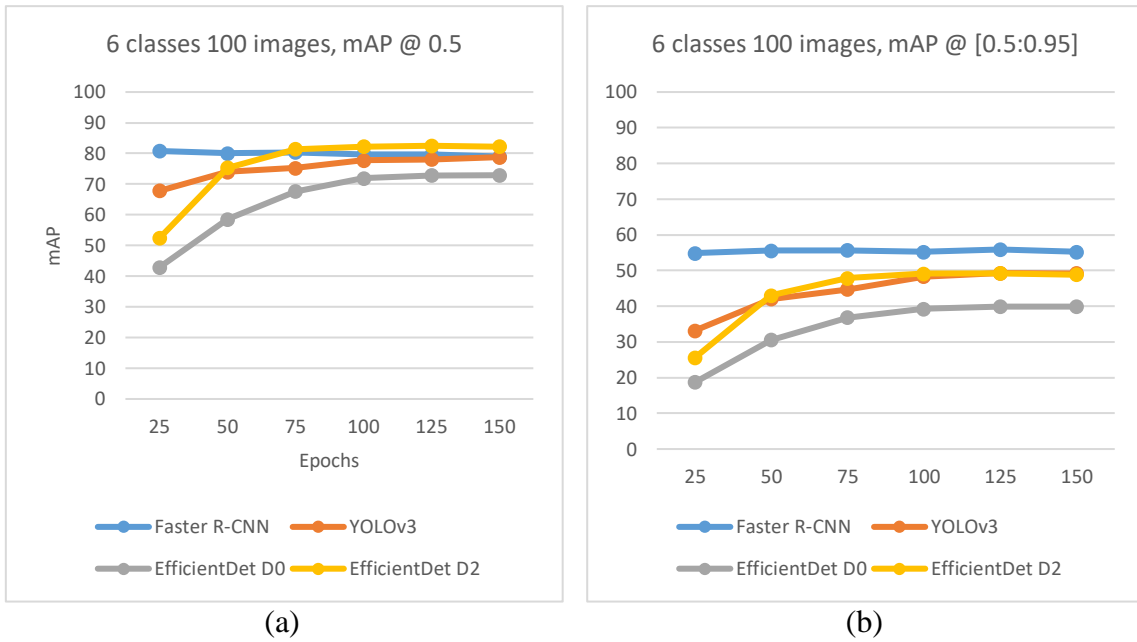 6 classes 100 images, mAP @ 0.5
100
90
80
70
60
50
40
30
20
10
0
mAP
25 50 75 100 125 150
Epochs
Faster R-CNN YOLOv3
EfficientDet D0 EfficientDet D2
(a)
6 classes 100 images, mAP @ [0.5:0.95]
100
90
80
70
60
50
40
30
20
10
0
25 50 75 100 125 150
Faster R-CNN YOLOv3
EfficientDet D0 EfficientDet D2
(b)